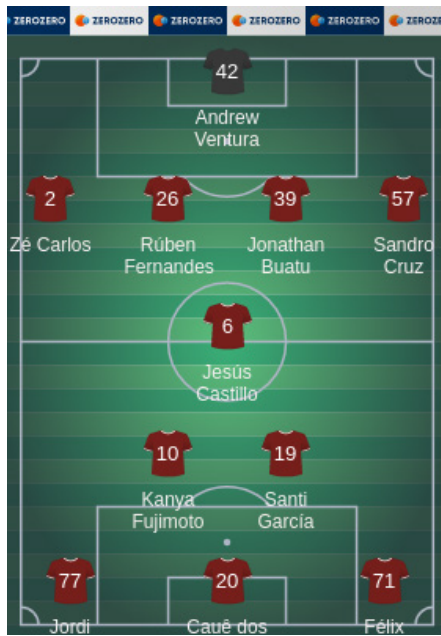 ZEROZERO ZEROZERO ZEROZERO ZEROZERO ZEROZERO ZEROZE
42
Andrew
Ventura
2 26 39 57
Zé Carlos Rúben Jonathan Sandro
Fernandes Buatu Cruz
6
Jesús
Castillo
10 19
Kanya Santi
Fujimoto García
77 20 71
Jordi Cauê dos Félix